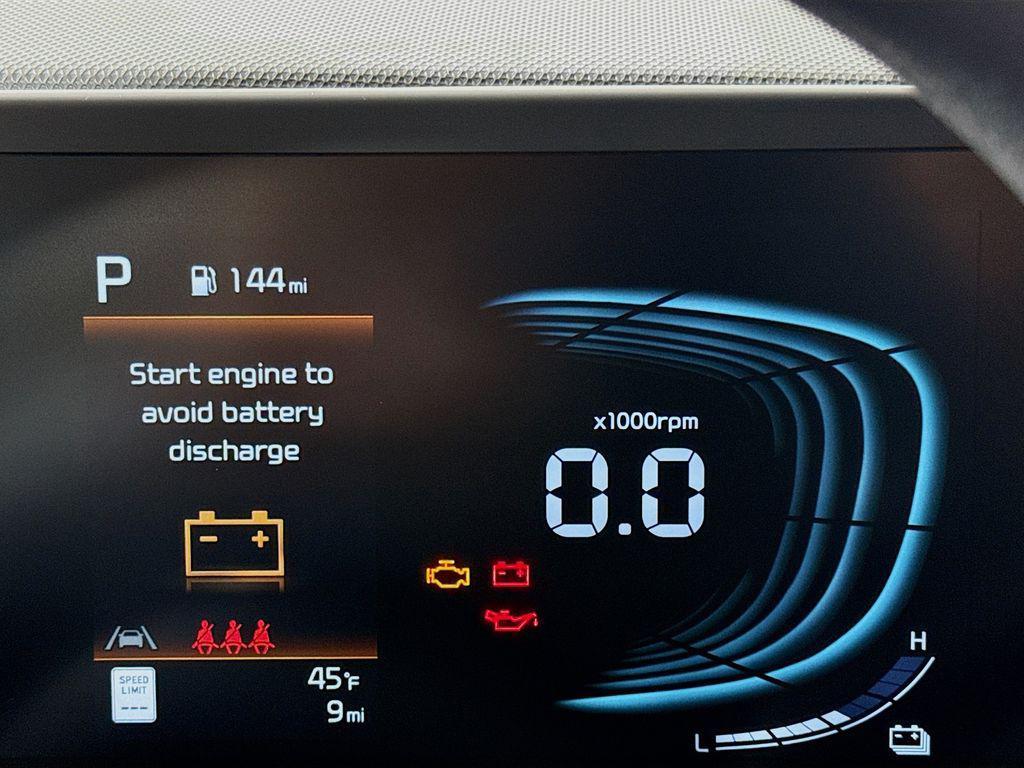 P
144mi
Start engine to
avoid battery
discharge
x1000rpm
0.0
SPEED
LIMIT
---
45°F
9mi
H
L